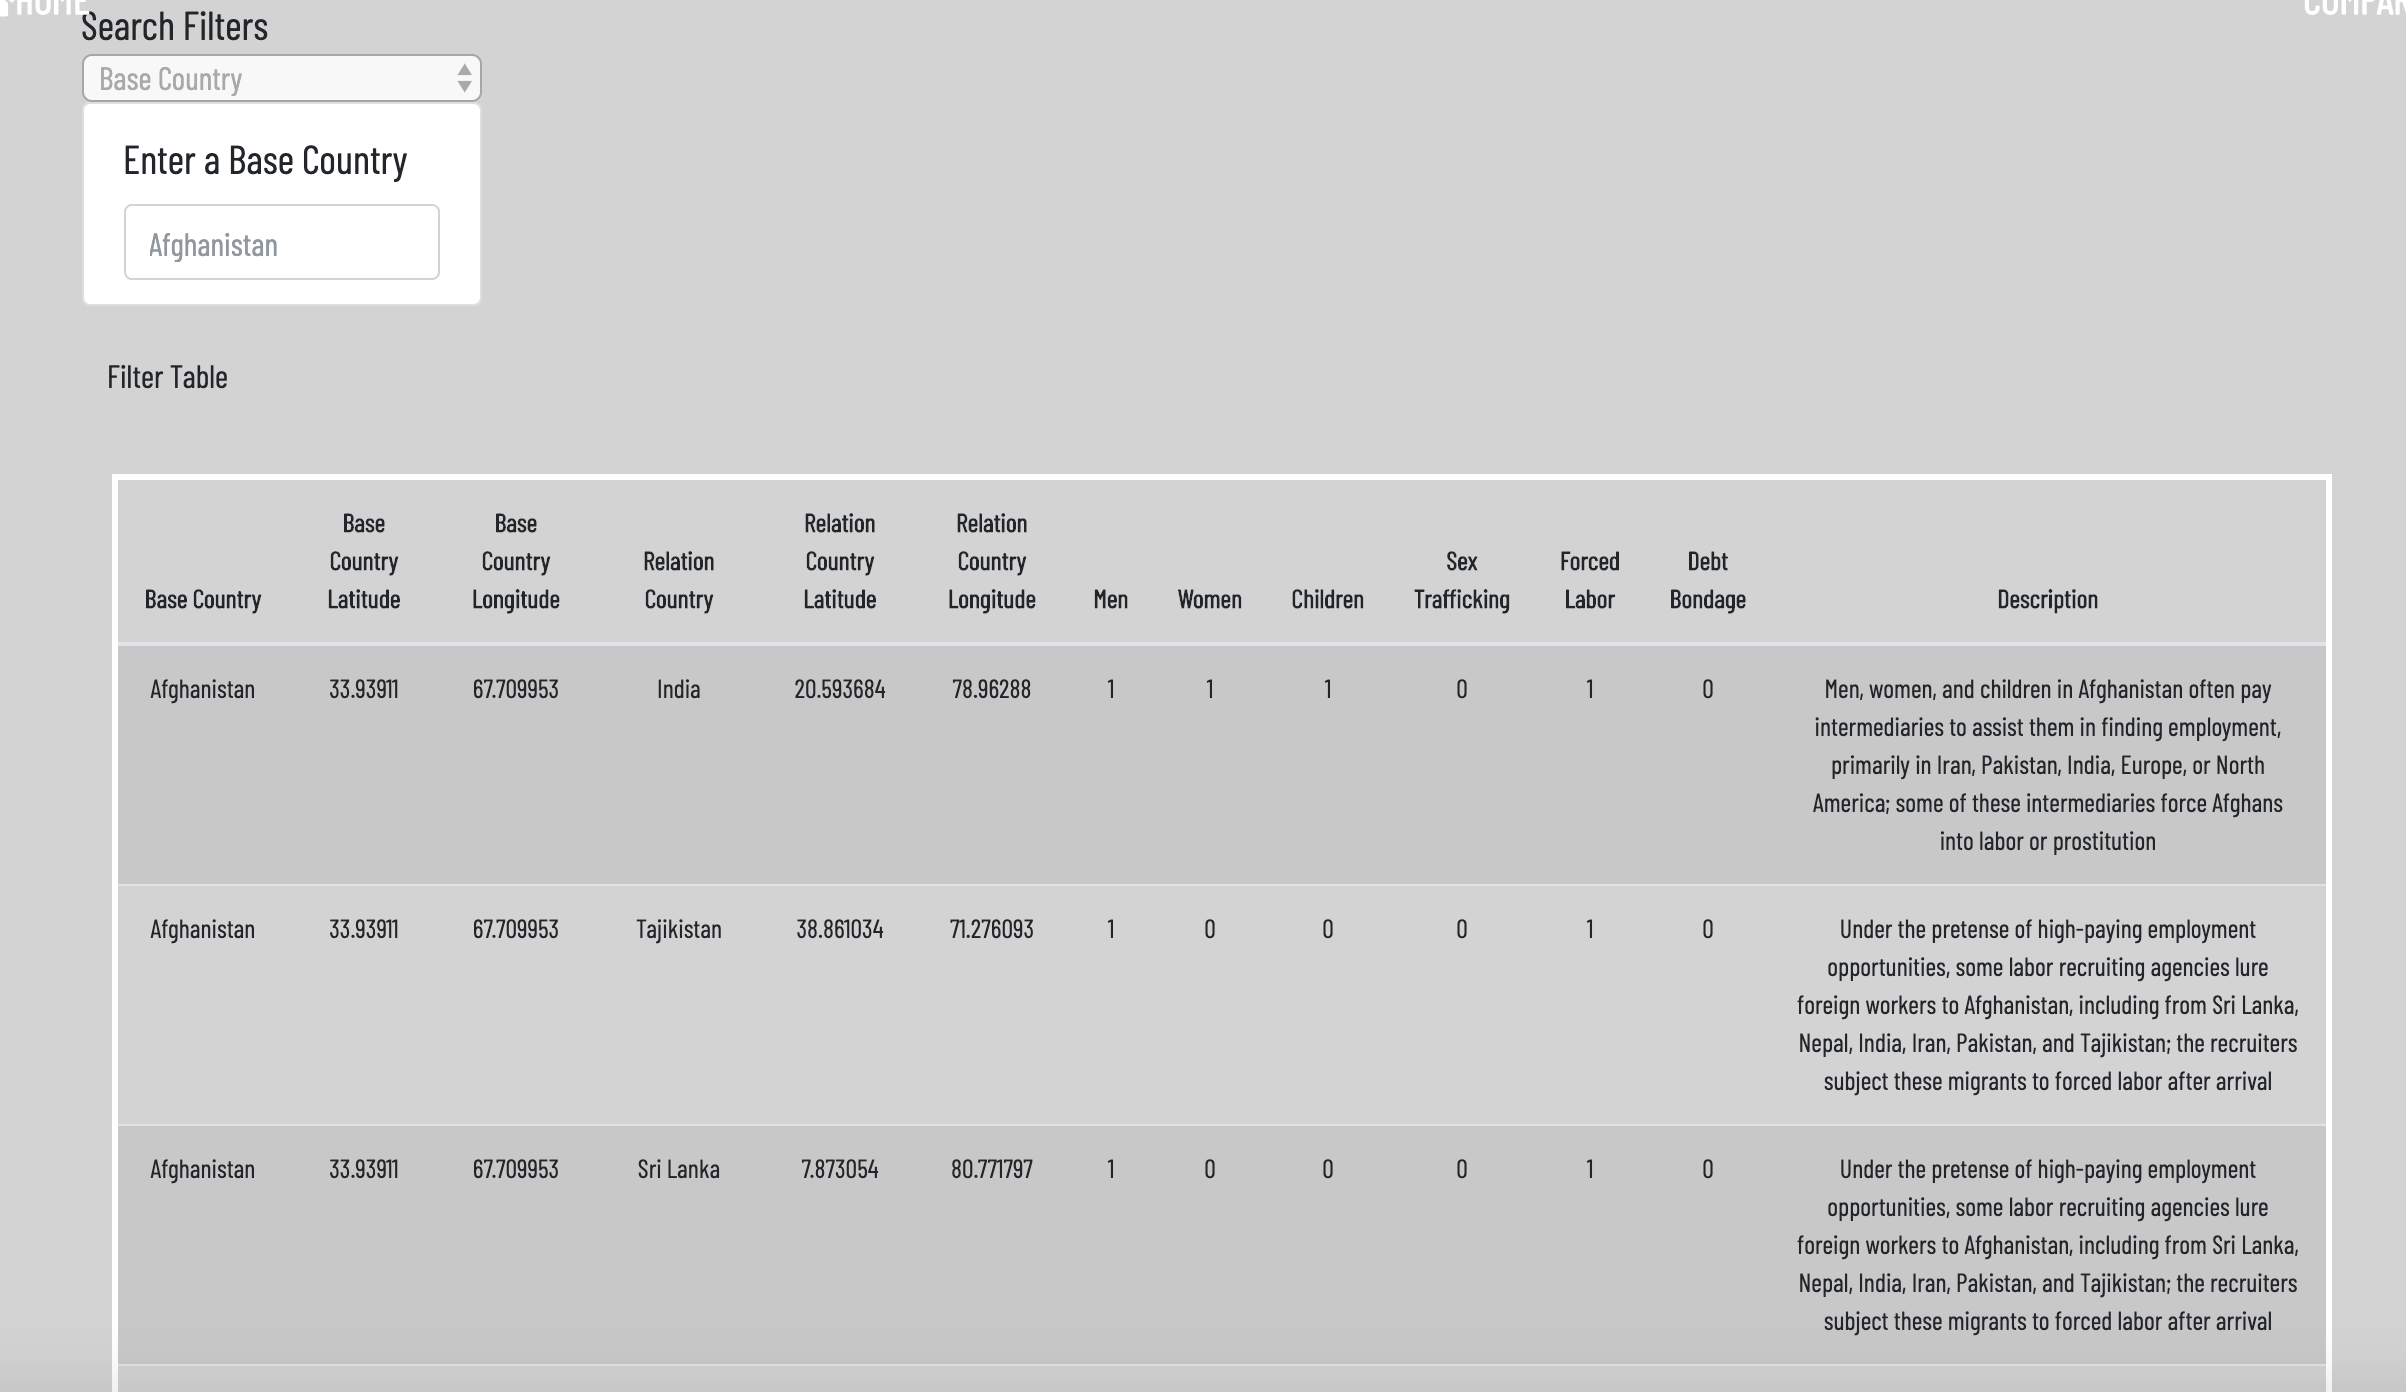 HOME
Search Filters
Base Country
Enter a Base Country
Afghanistan
Filter Table
Base Country
Base Country Latitude
Base Country Longitude
Relation Country
Relation Country Latitude
Relation Country Longitude
Men
Women
Children
Sex Trafficking
Forced Labor
Debt Bondage
Description
Afghanistan 33.93911 67.709953 India 20.593684 78.96288 1 1 1 0 1 0 Men, women, and children in Afghanistan often pay
intermediaries to assist them in finding employment,
primarily in Iran, Pakistan, India, Europe, or North
America; some of these intermediaries force Afghans
into labor or prostitution
Afghanistan 33.93911 67.709953 Tajikistan 38.861034 71.276093 1 0 0 0 1 0 Under the pretense of high-paying employment
opportunities, some labor recruiting agencies lure
foreign workers to Afghanistan, including from Sri Lanka,
Nepal, India, Iran, Pakistan, and Tajikistan; the recruiters
subject these migrants to forced labor after arrival
Afghanistan 33.93911 67.709953 Sri Lanka 7.873054 80.771797 1 0 0 0 1 0 Under the pretense of high-paying employment
opportunities, some labor recruiting agencies lure
foreign workers to Afghanistan, including from Sri Lanka,
Nepal, India, Iran, Pakistan, and Tajikistan; the recruiters
subject these migrants to forced labor after arrival